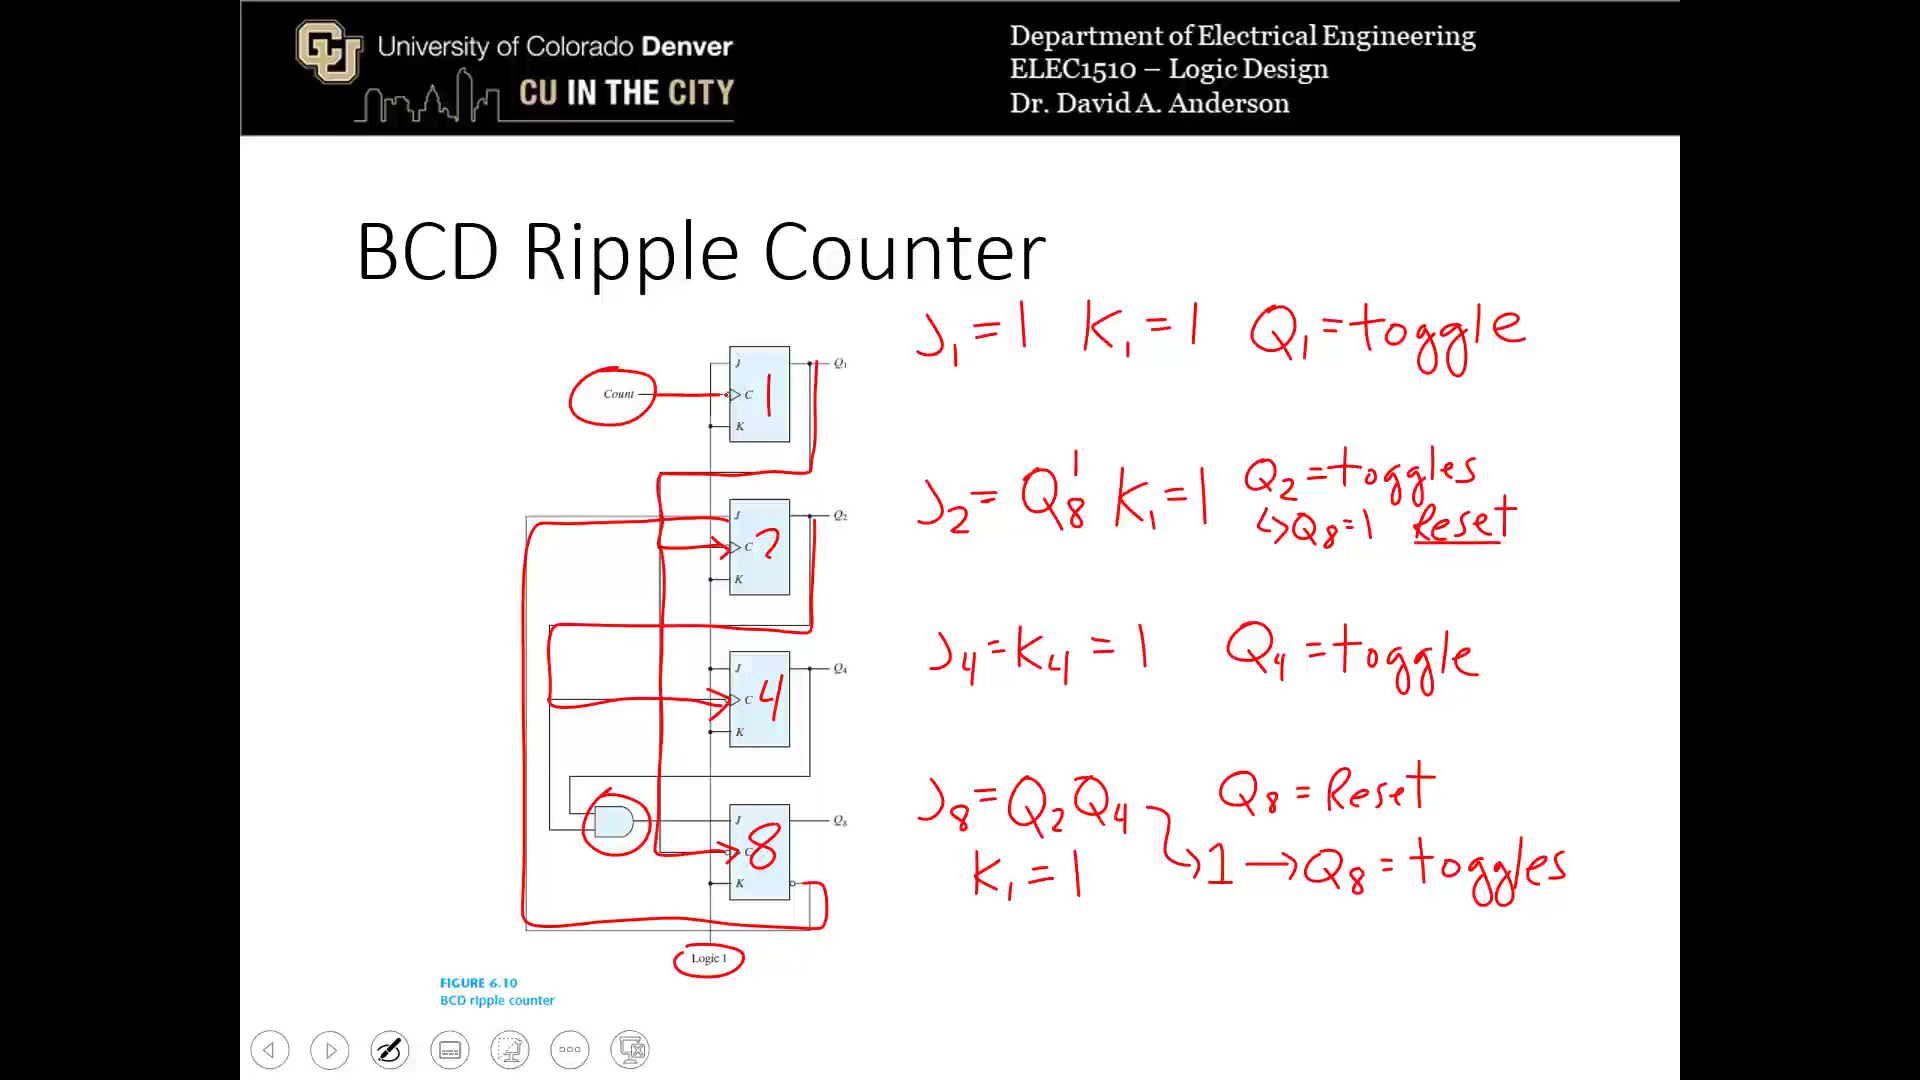 University of Colorado Denver
CU IN THE CITY
Department of Electrical Engineering
ELEC1510 – Logic Design
Dr. David A. Anderson
BCD Ripple Counter
J₁ = 1 K₁ = 1 Q₁ = toggle
J₂ = Q₈' K₁ = 1 Q₂ = toggles
↳ Q₈ = 1 Reset
J₄ = K₄ = 1 Q₄ = toggle
J₈ = Q₂Q₄ Q₈ = Reset
K₁ = 1 ↳ 1 → Q₈ = toggles
J Q₁
Count C 1
K
J Q₂
C 2
K
J Q₄
C 4
K
J Q₈
C 8
K
Logic 1
FIGURE 6.10
BCD ripple counter